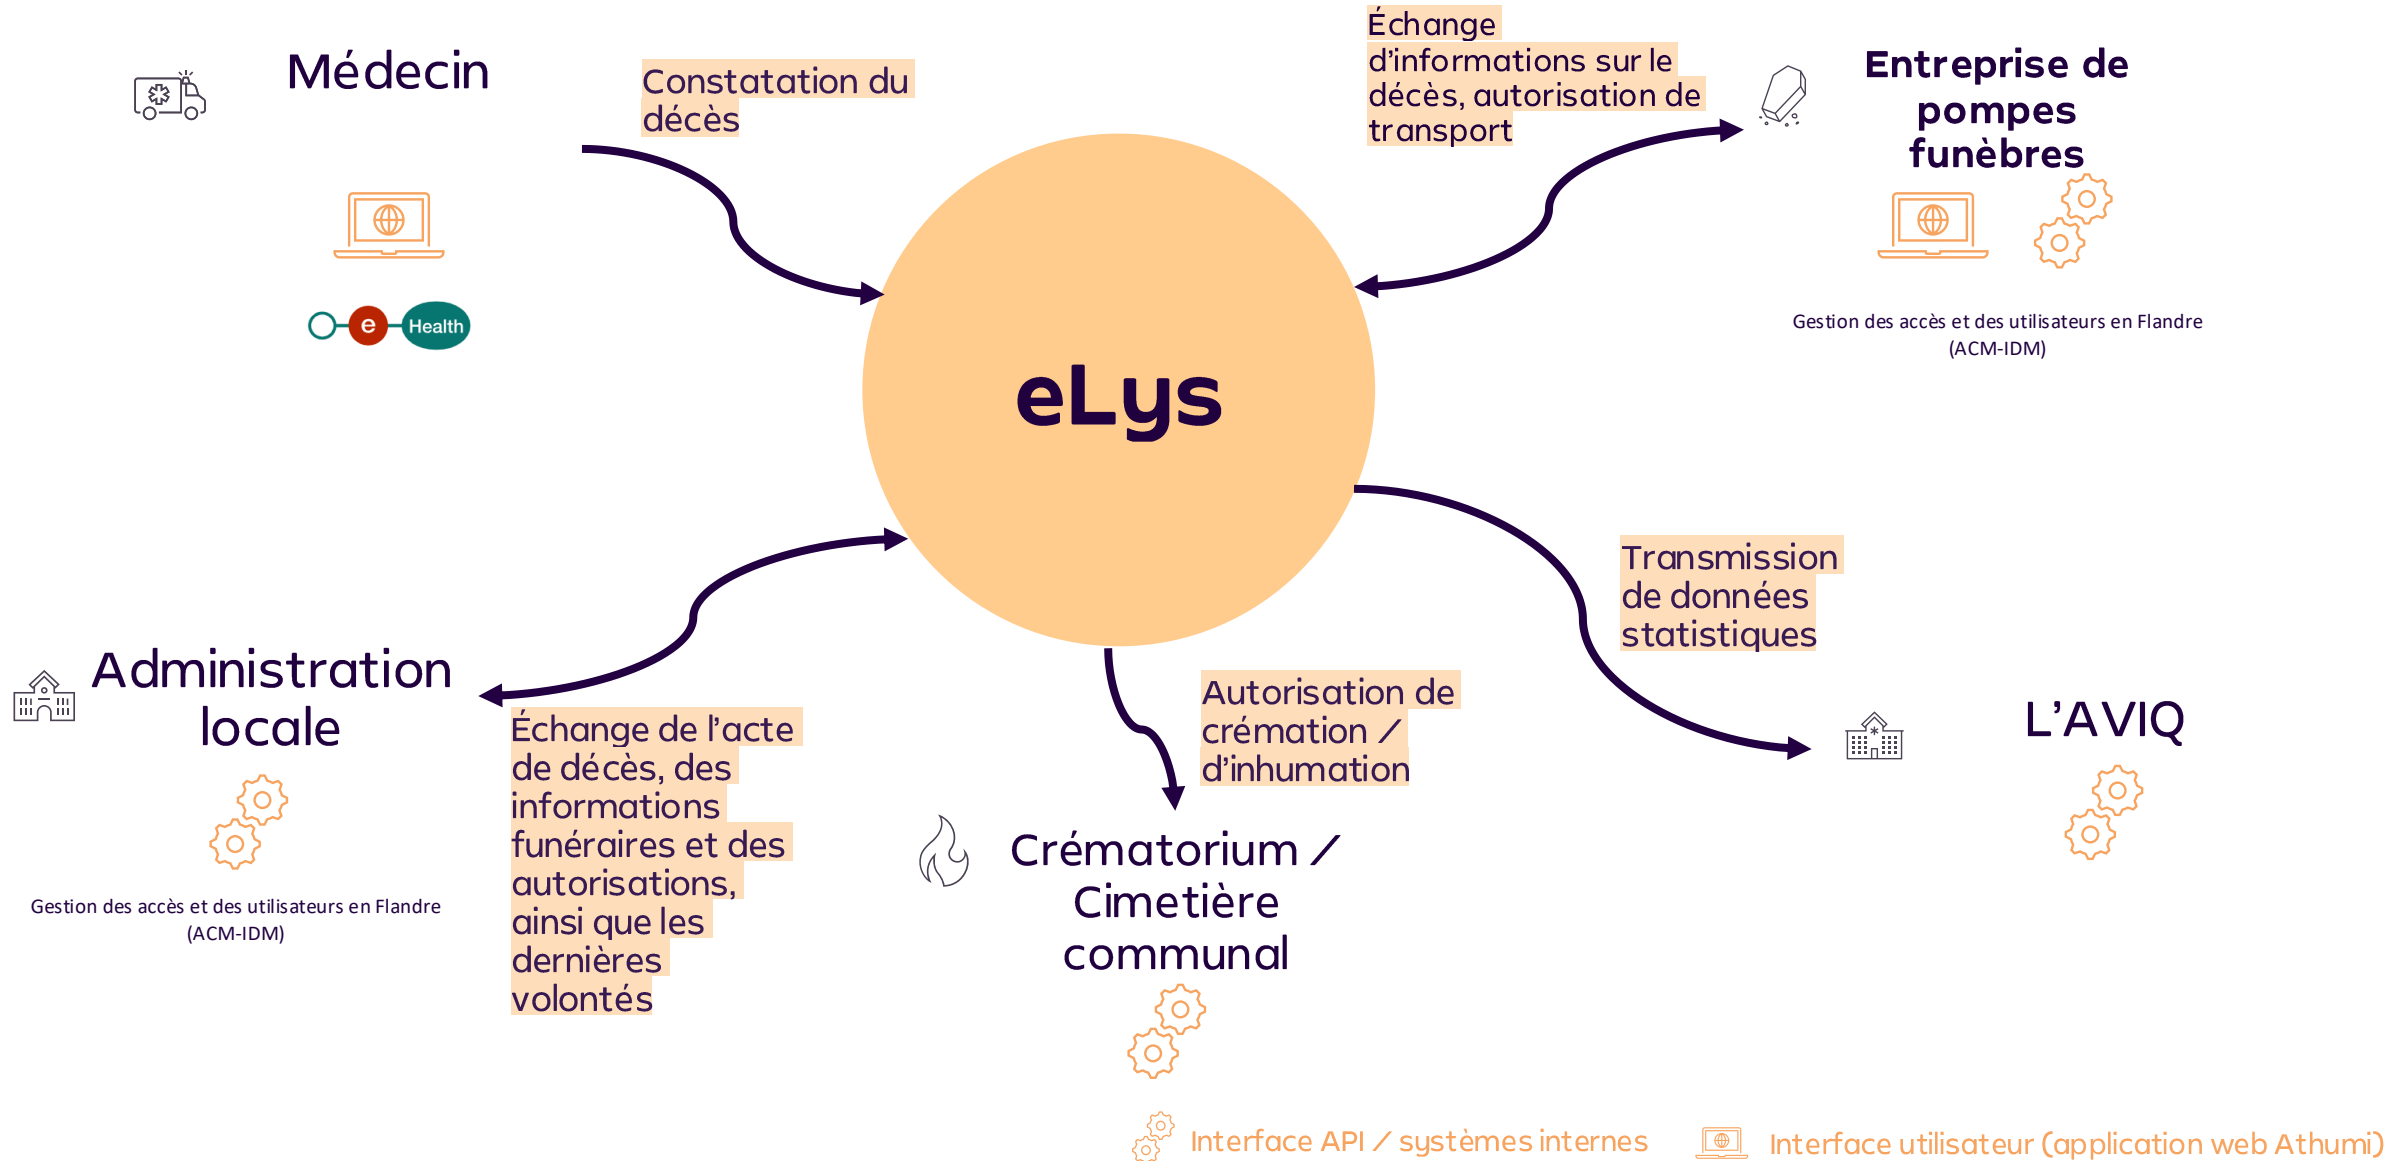 Médecin
Constatation du
décès
e
Health
Échange
d'informations sur le
décès, autorisation de
transport
Entreprise de
pompes
funèbres
Gestion des accès et des utilisateurs en Flandre
(ACM-IDM)
eLys
Administration
locale
Gestion des accès et des utilisateurs en Flandre
(ACM-IDM)
Échange de l'acte
de décès, des
informations
funéraires et des
autorisations,
ainsi que les
dernières
volontés
Autorisation de
crémation /
d'inhumation
Crématorium /
Cimetière
communal
Transmission
de données
statistiques
L'AVIQ
Interface API / systèmes internes
Interface utilisateur (application web Athumi)